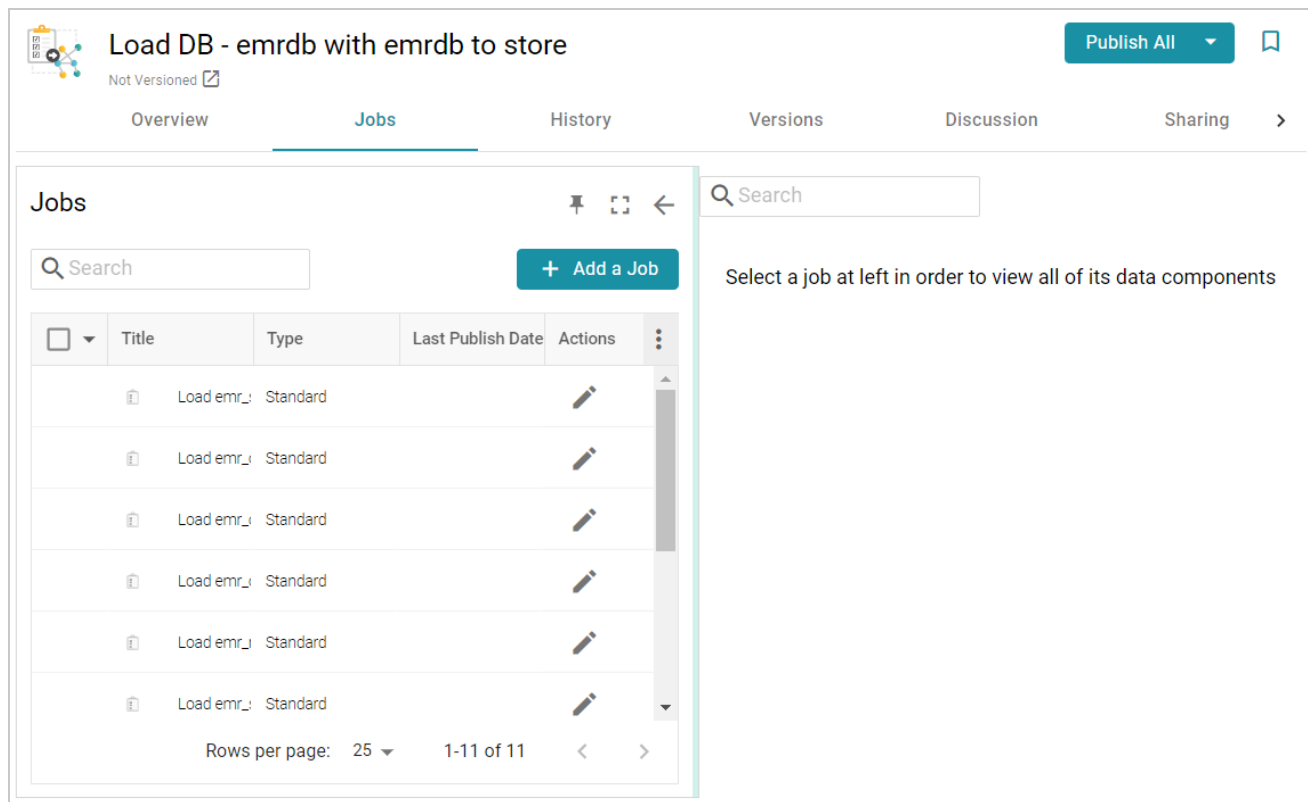 Load DB - emrdb with emrdb to store
Publish All
Not Versioned
Overview Jobs History Versions Discussion Sharing
Jobs
Search
Add a Job
Title Type Last Publish Date Actions
Load emr_ Standard
Load emr_ Standard
Load emr_ Standard
Load emr_ Standard
Load emr_ Standard
Load emr_ Standard
Rows per page: 25 1-11 of 11
Search
Select a job at left in order to view all of its data components